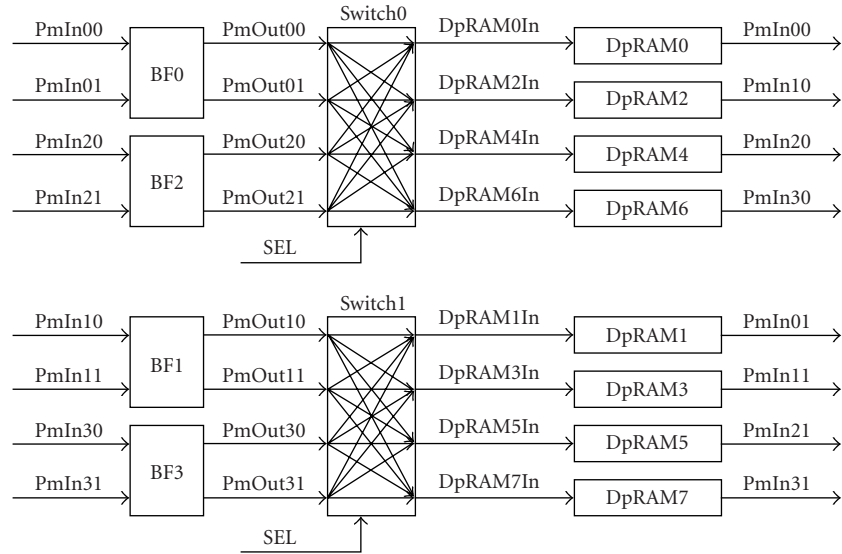 Switch0
PmIn00 PmOut00 DpRAM0In DpRAM0 PmIn00
BF0
PmIn01 PmOut01 DpRAM2In DpRAM2 PmIn10
PmIn20 PmOut20 DpRAM4In DpRAM4 PmIn20
BF2
PmIn21 PmOut21 DpRAM6In DpRAM6 PmIn30
SEL
Switch1
PmIn10 PmOut10 DpRAM1In DpRAM1 PmIn01
BF1
PmIn11 PmOut11 DpRAM3In DpRAM3 PmIn11
PmIn30 PmOut30 DpRAM5In DpRAM5 PmIn21
BF3
PmIn31 PmOut31 DpRAM7In DpRAM7 PmIn31
SEL